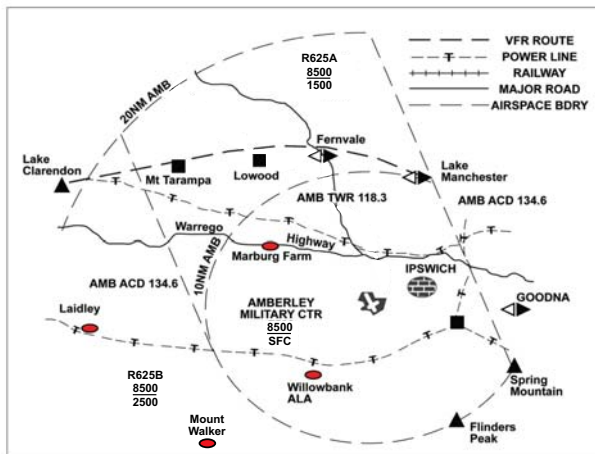 R625A
8500
1500
VFR ROUTE
POWER LINE
RAILWAY
MAJOR ROAD
AIRSPACE BDRY
20NM AMB
Fernvale
Lake
Clarendon
Mt Tarampa
Lowood
Lake
Manchester
AMB TWR 118.3
AMB ACD 134.6
Warrego
Highway
Marburg Farm
10NM AMB
AMB ACD 134.6
IPSWICH
Laidley
AMBERLEY
MILITARY CTR
8500
SFC
GOODNA
R625B
8500
2500
Willowbank
ALA
Spring
Mountain
Mount
Walker
Flinders
Peak